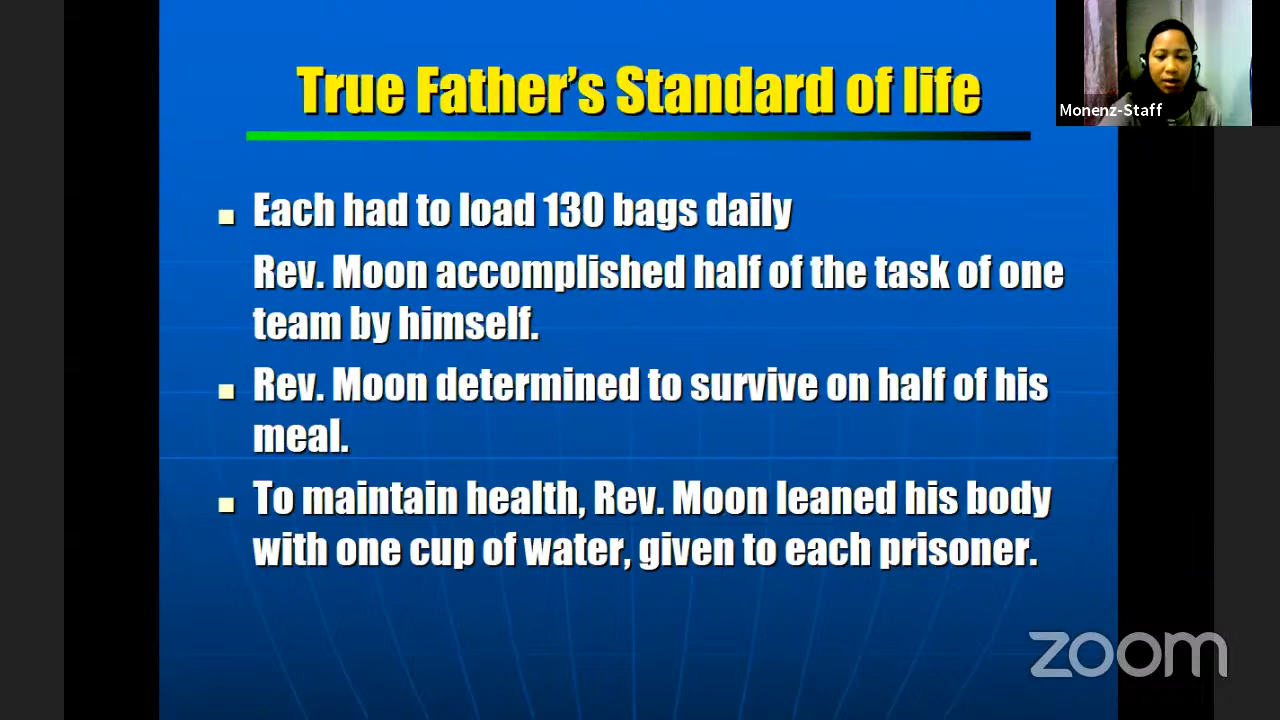 True Father's Standard of life
Monenz-Staff
Each had to load 130 bags daily
Rev. Moon accomplished half of the task of one
team by himself.
Rev. Moon determined to survive on half of his
meal.
To maintain health, Rev. Moon leaned his body
with one cup of water, given to each prisoner.
zoom